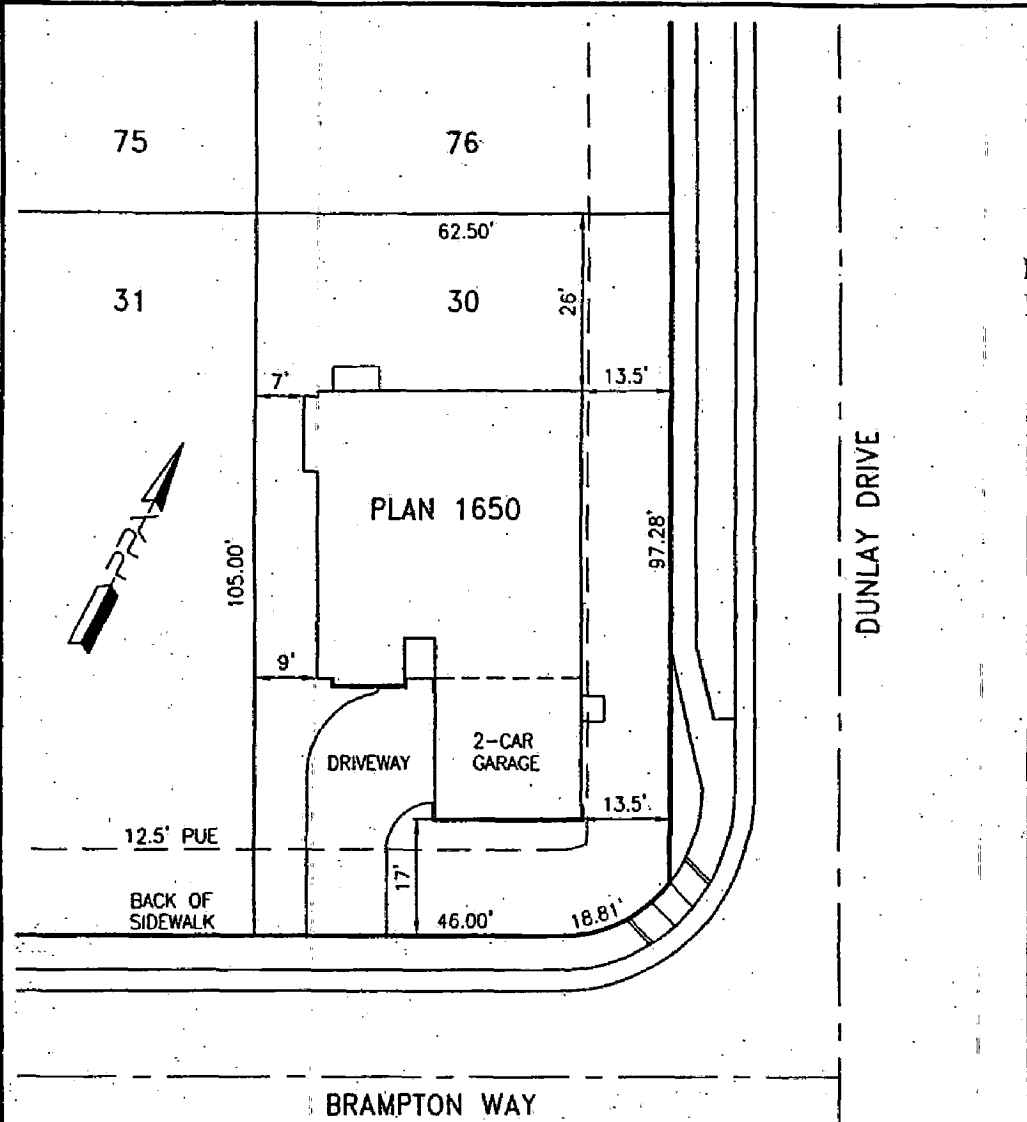 75
76
62.50'
31
30
26'
7'
13.5'
PLAN 1650
DUNLAY DRIVE
PPA
105.00'
97.28'
9'
DRIVEWAY
2-CAR
GARAGE
13.5'
12.5' PUE
17'
BACK OF
SIDEWALK
46.00'
18.81'
BRAMPTON WAY